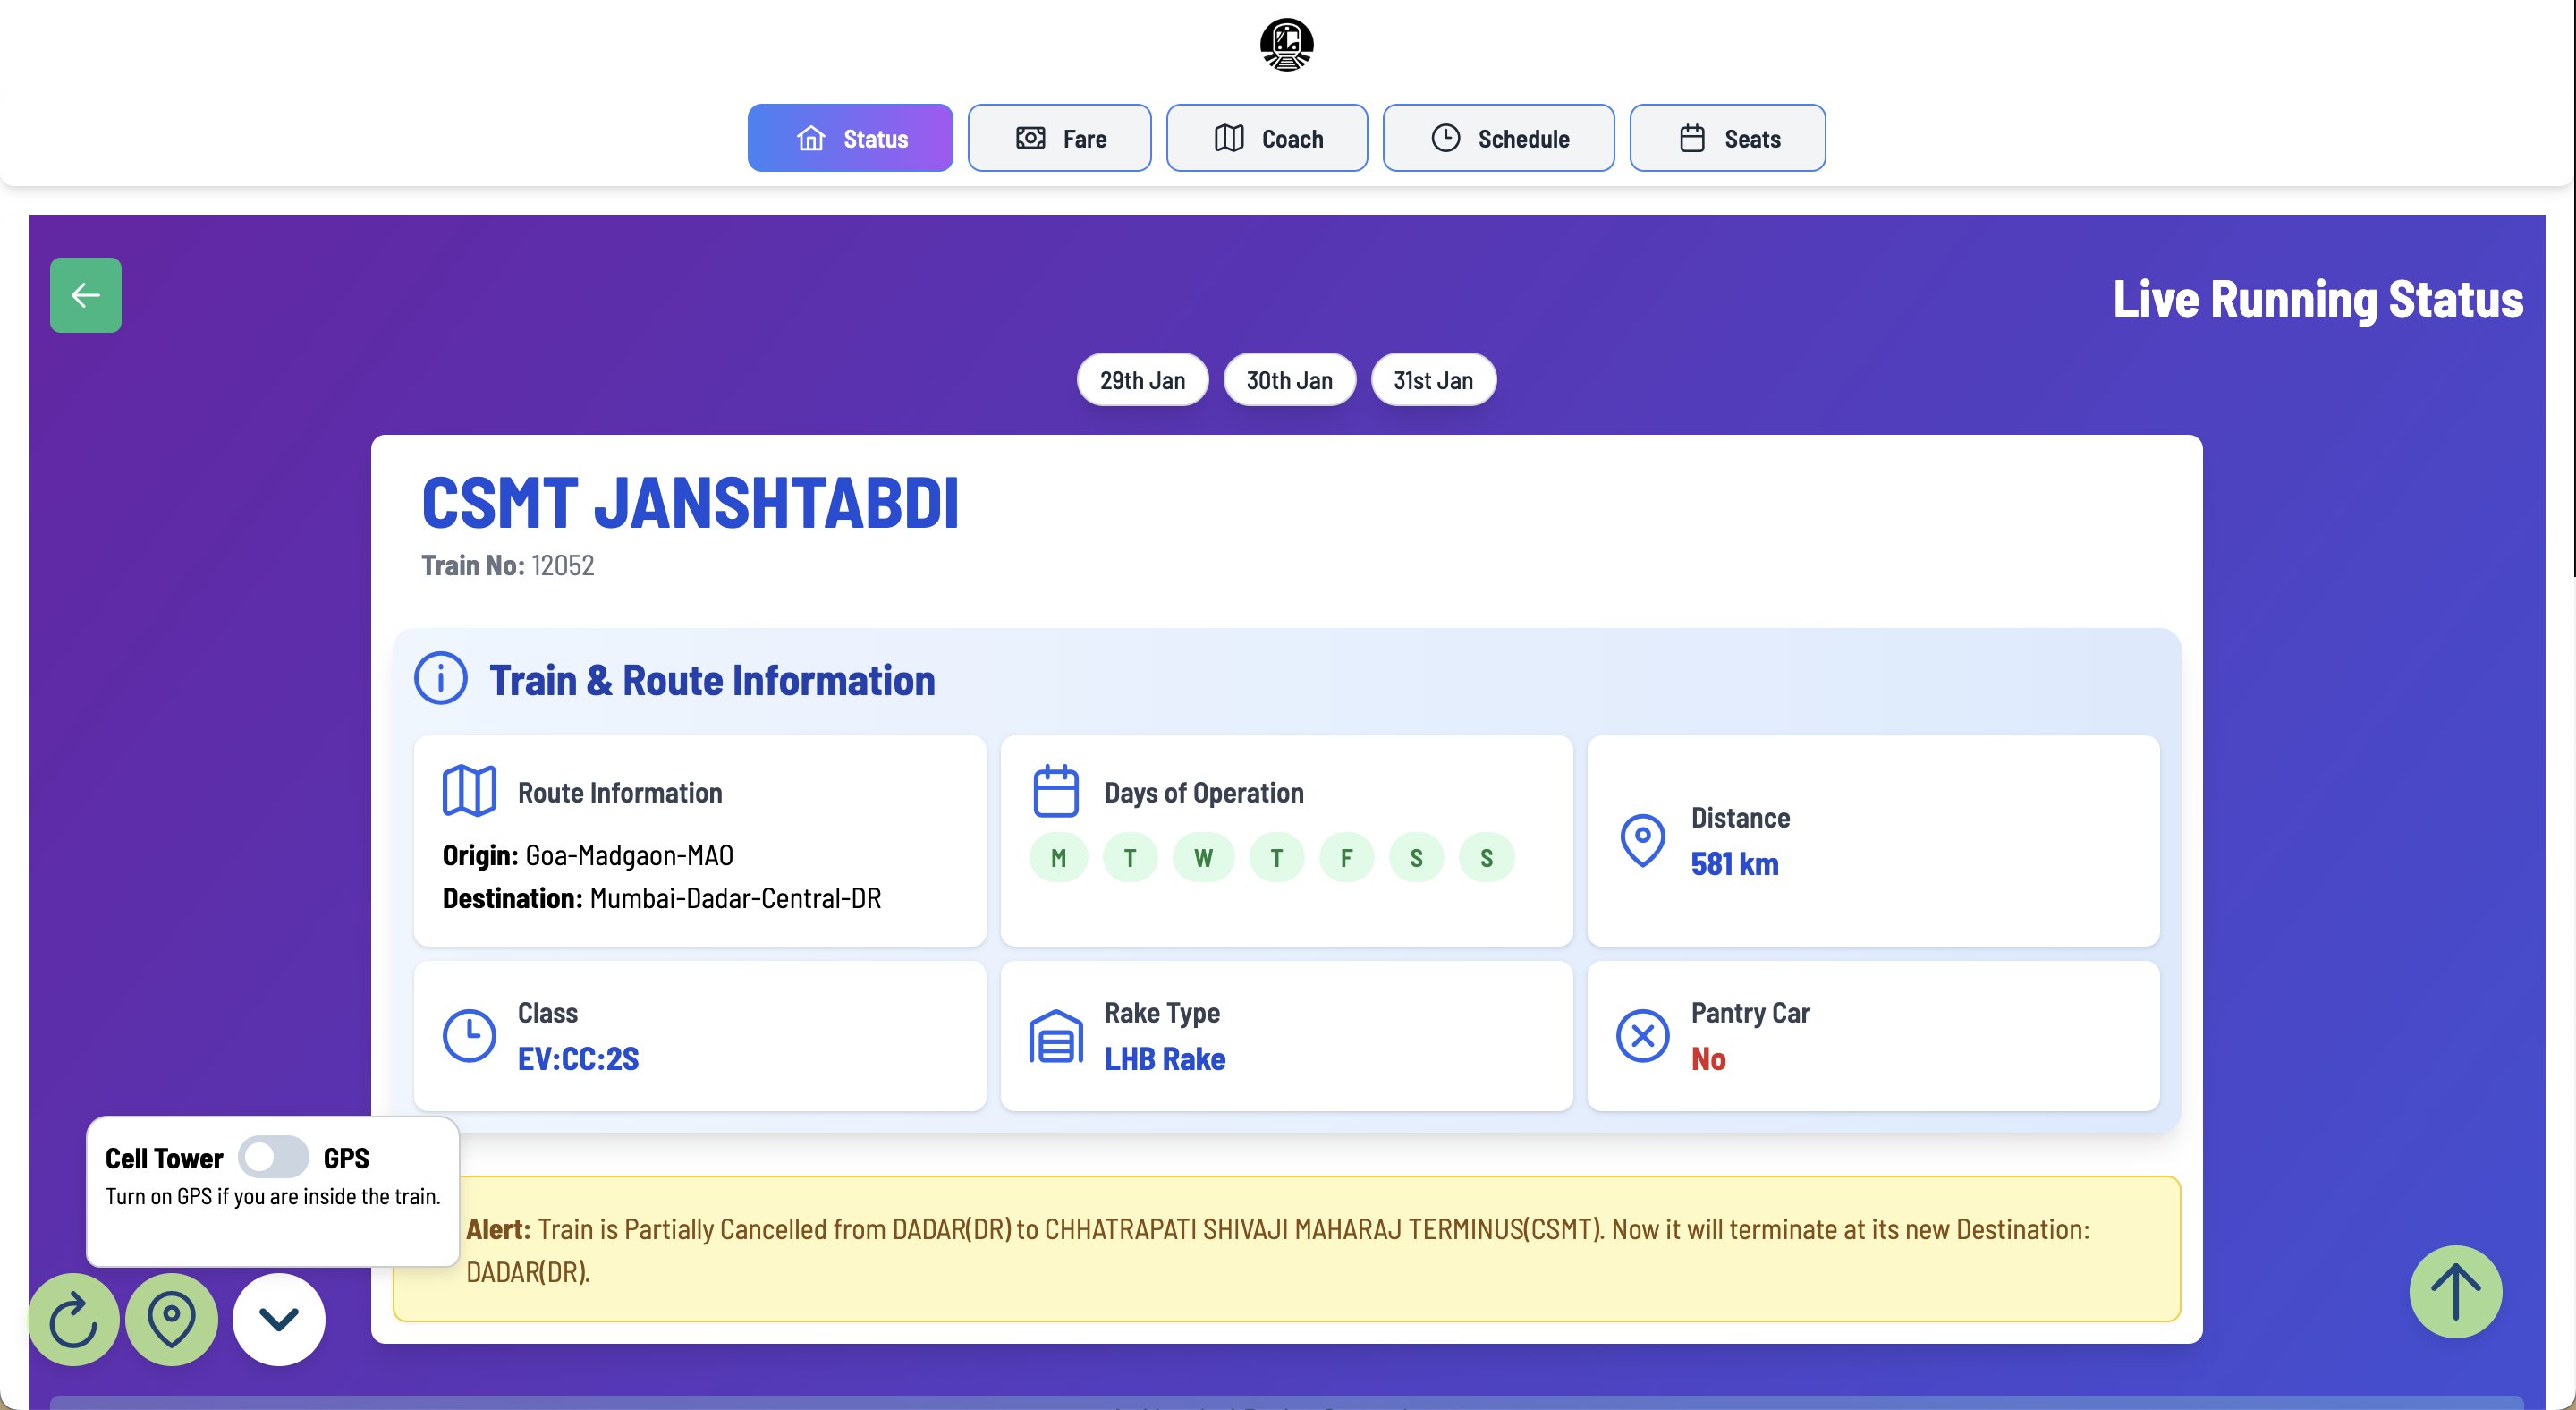 Status
Fare
Coach
Schedule
Seats
Live Running Status
29th Jan
30th Jan
31st Jan
CSMT JANSHTABDI
Train No: 12052
Train & Route Information
Route Information
Origin: Goa-Madgaon-MAO
Destination: Mumbai-Dadar-Central-DR
Days of Operation
M T W T F S S
Distance
581 km
Class
EV:CC:2S
Rake Type
LHB Rake
Pantry Car
No
Cell Tower GPS
Turn on GPS if you are inside the train.
Alert: Train is Partially Cancelled from DADAR(DR) to CHHATRAPATI SHIVAJI MAHARAJ TERMINUS(CSMT). Now it will terminate at its new Destination:
DADAR(DR).